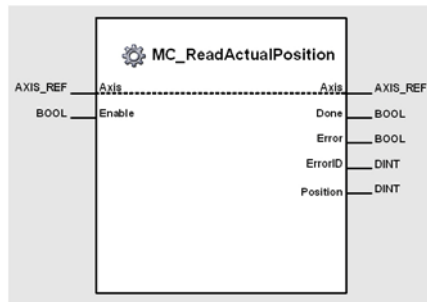 MC_ReadActualPosition
AXIS_REF Axis Axis AXIS_REF
BOOL Enable Done BOOL
Error BOOL
ErrorID DINT
Position DINT